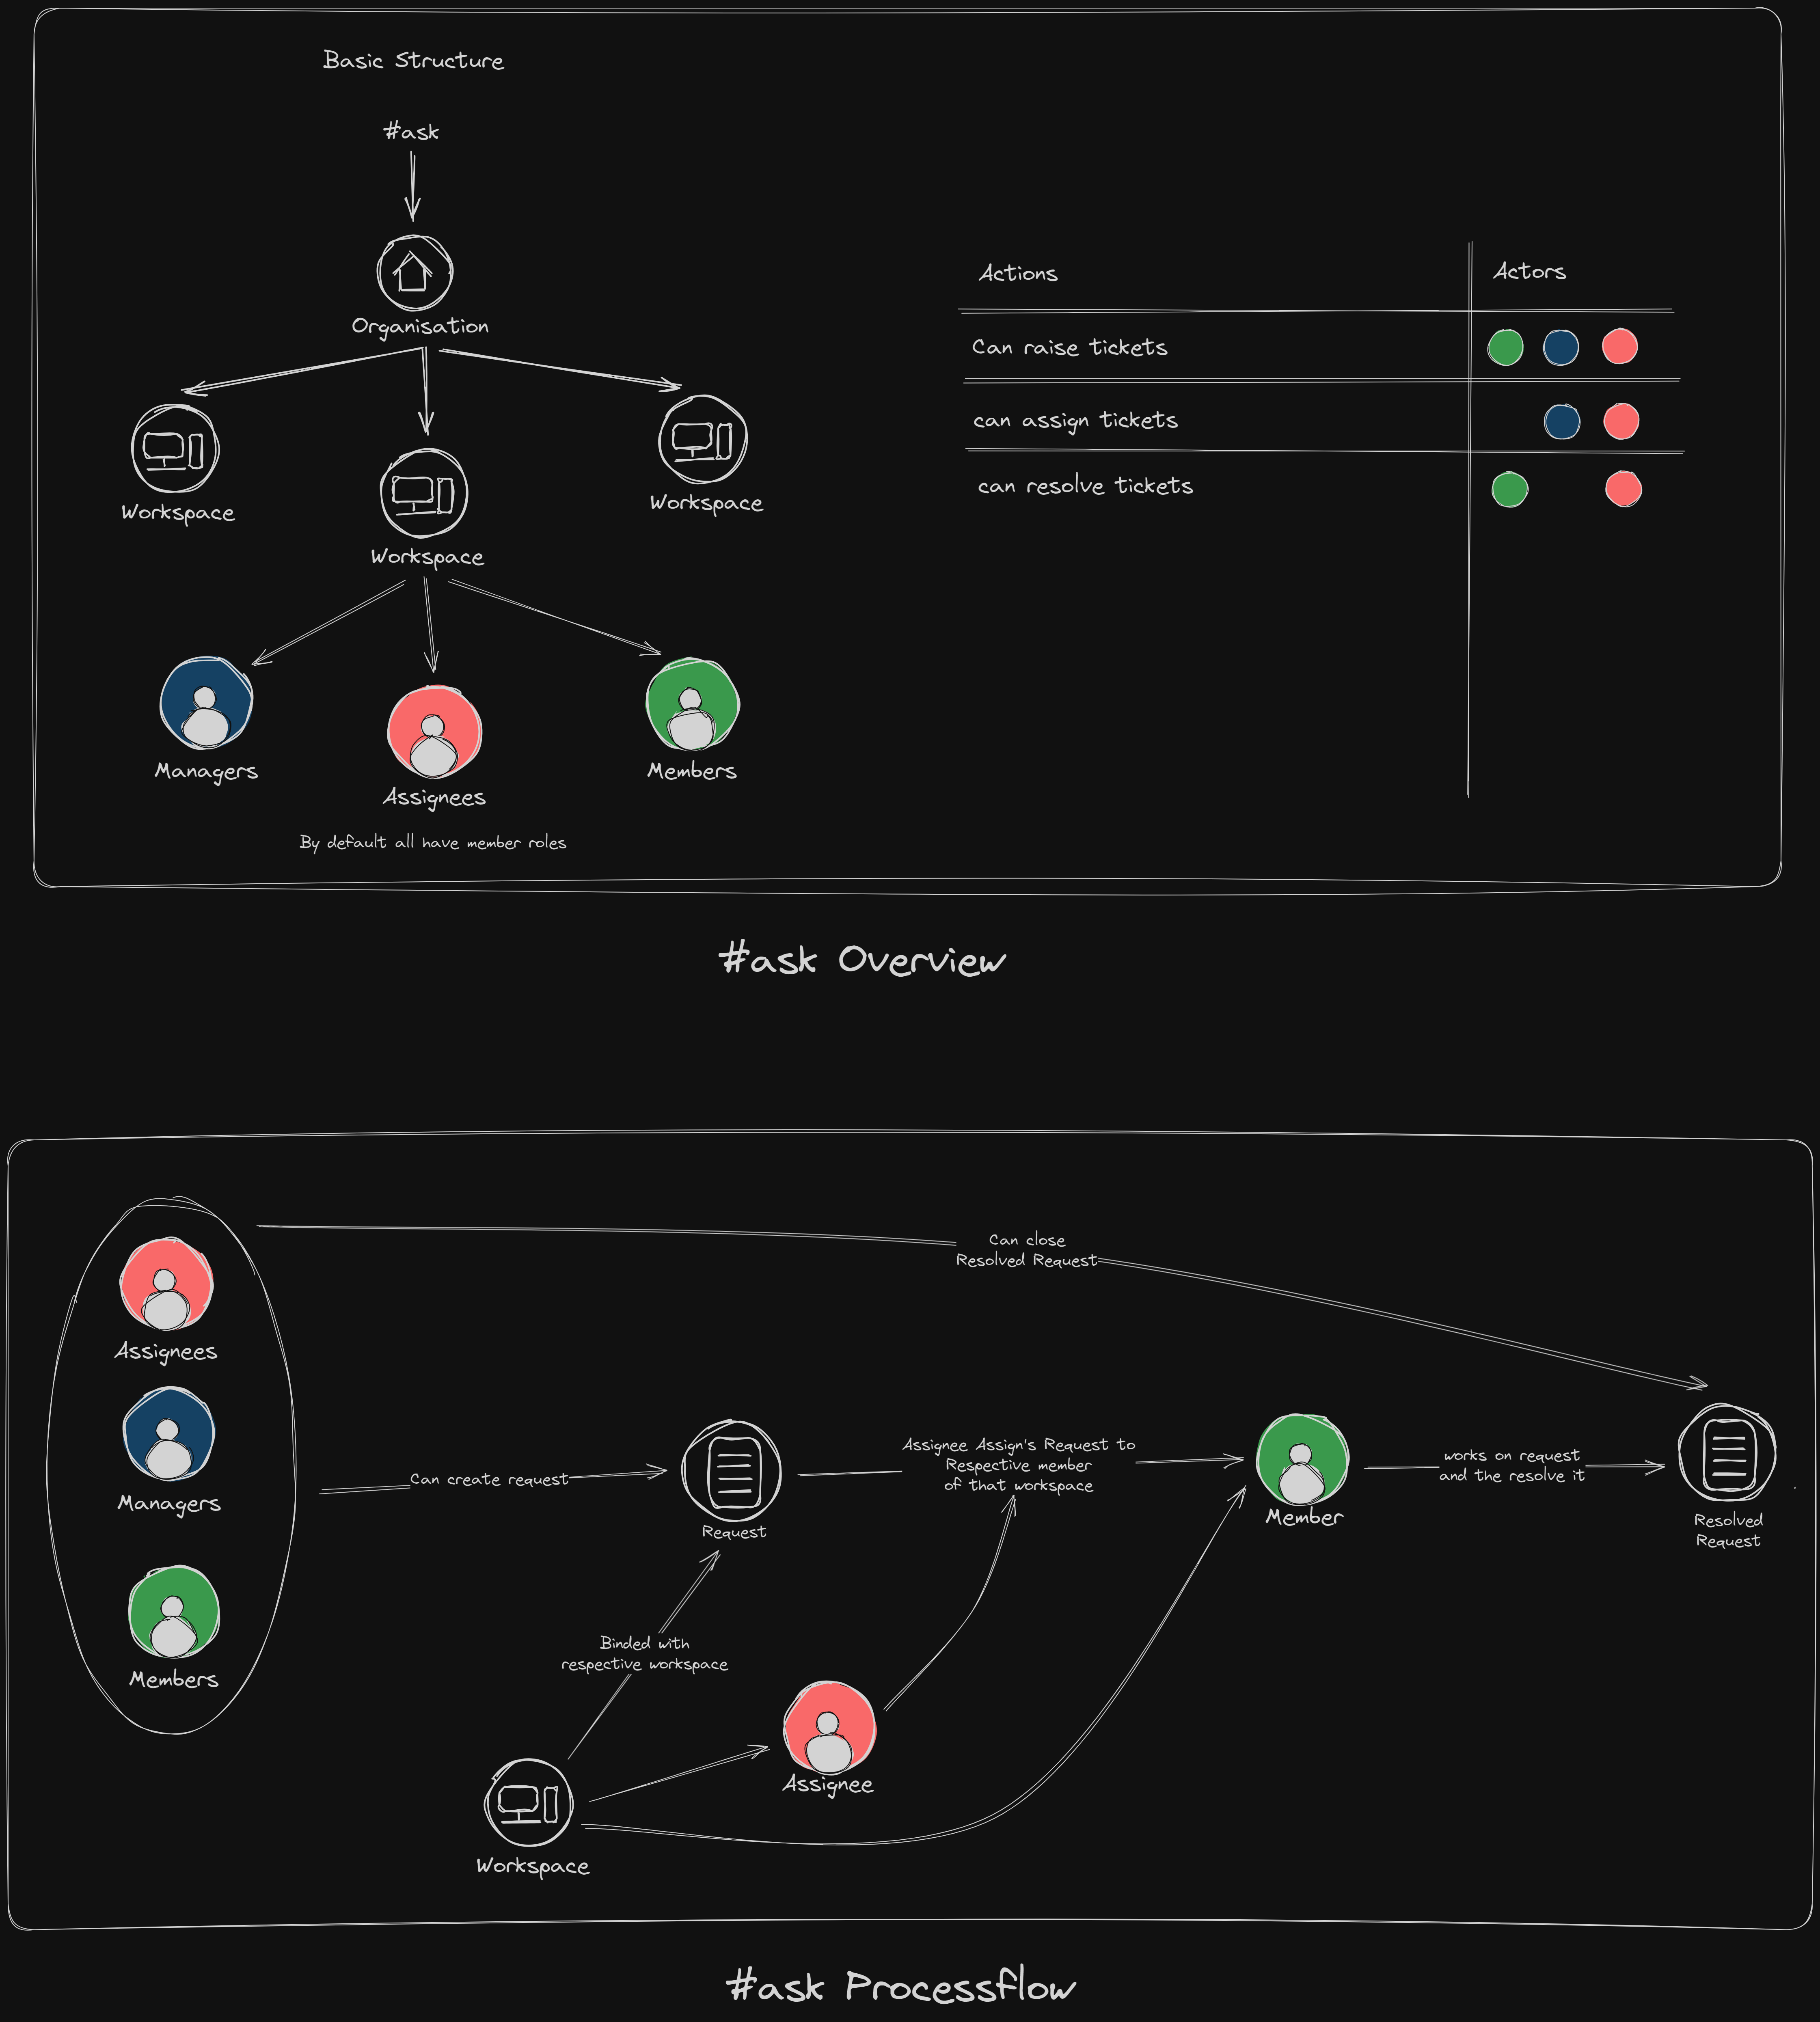 Basic Structure
#ask
Organisation
Workspace
Workspace
Workspace
Managers
Assignees
Members
By default all have member roles
Actions
Actors
Can raise tickets
can assign tickets
can resolve tickets
#ask Overview
Assignees
Managers
Members
Can close
Resolved Request
Can create request
Request
Assignee Assign's Request to
Respective member
of that workspace
Member
works on request
and the resolve it
Resolved
Request
Binded with
respective workspace
Assignee
Workspace
#ask Processflow